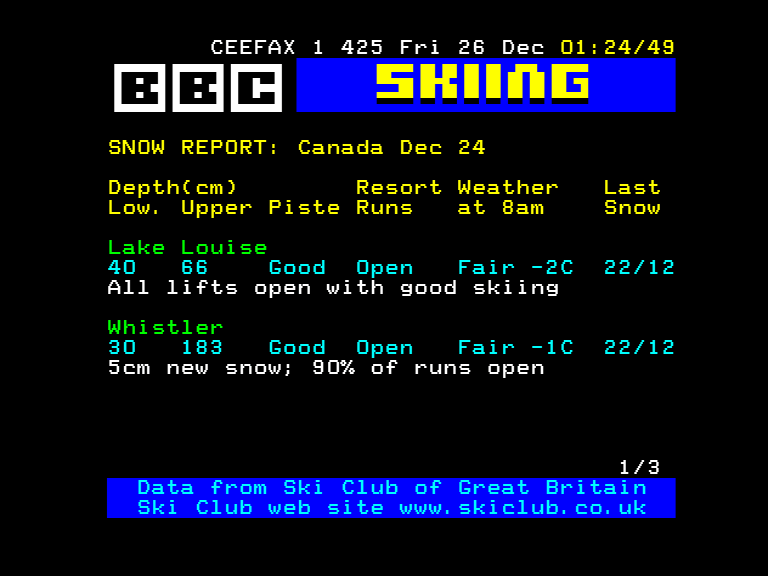 CEEFAX 1 425 Fri 26 Dec 01:24/49
BBC SKIING
SNOW REPORT: Canada Dec 24
Depth(cm) Resort Weather Last
Low. Upper Piste Runs at 8am Snow
Lake Louise
40 66 Good Open Fair -2C 22/12
All lifts open with good skiing
Whistler
30 183 Good Open Fair -1C 22/12
5cm new snow; 90% of runs open
1/3
Data from Ski Club of Great Britain
Ski Club web site www.skiclub.co.uk